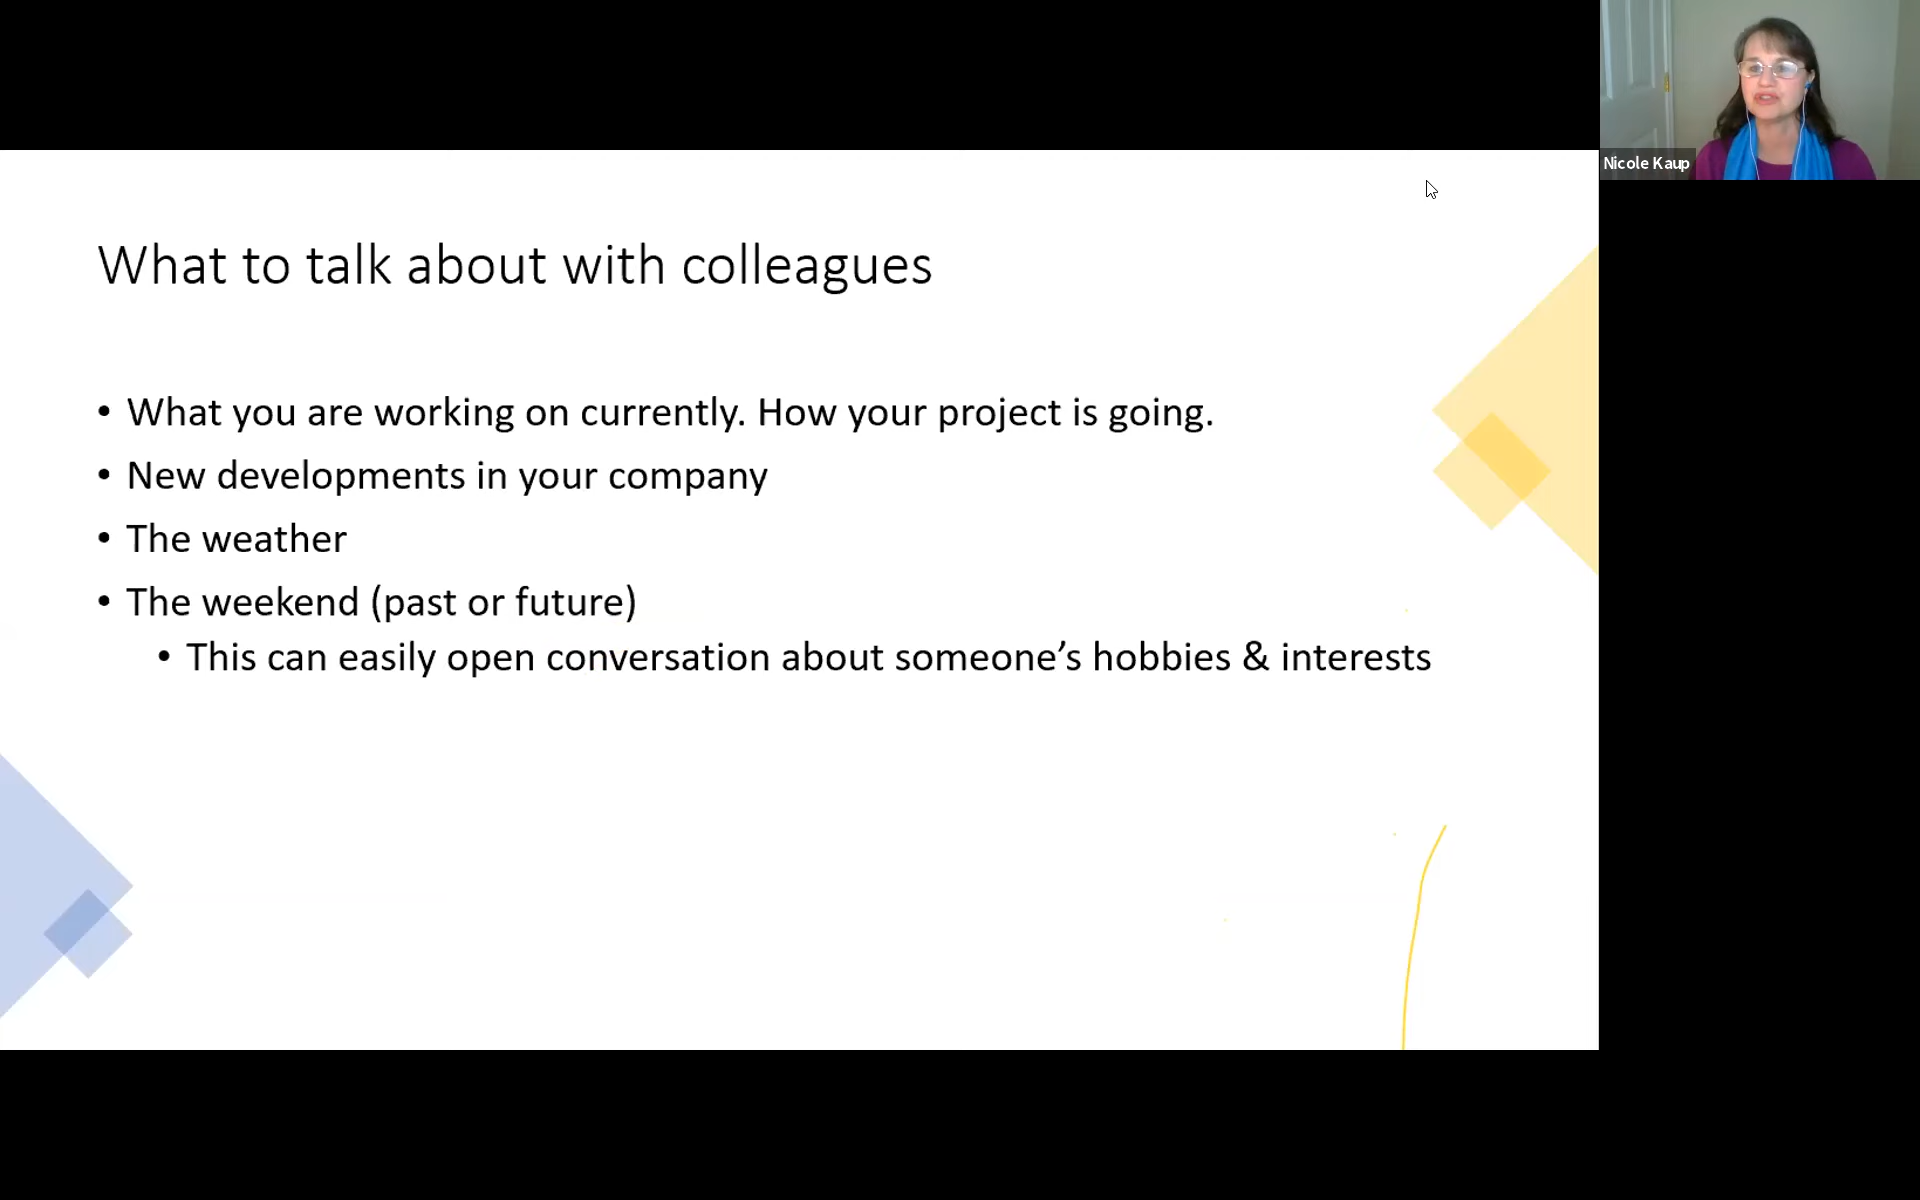 Nicole Kaup
What to talk about with colleagues
• What you are working on currently. How your project is going.
• New developments in your company
• The weather
• The weekend (past or future)
• This can easily open conversation about someone’s hobbies & interests